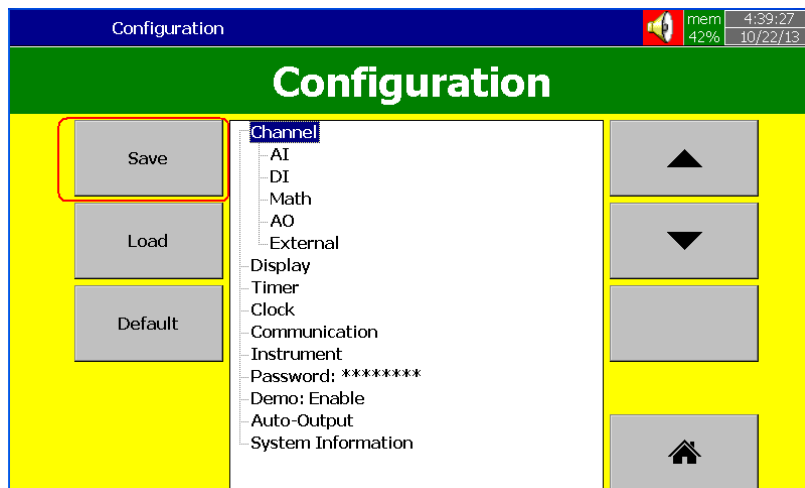 Configuration
mem 4:39:27
42% 10/22/13
Configuration
Save
Load
Default
Channel
AI
DI
Math
AO
External
Display
Timer
Clock
Communication
Instrument
Password: ********
Demo: Enable
Auto-Output
System Information